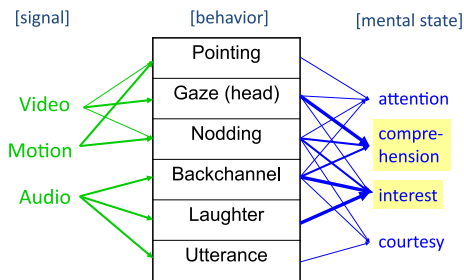 [signal]
[behavior]
[mental state]
Pointing
Gaze (head)
Nodding
Backchannel
Laughter
Utterance
Video
Motion
Audio
attention
compre-
hension
interest
courtesy